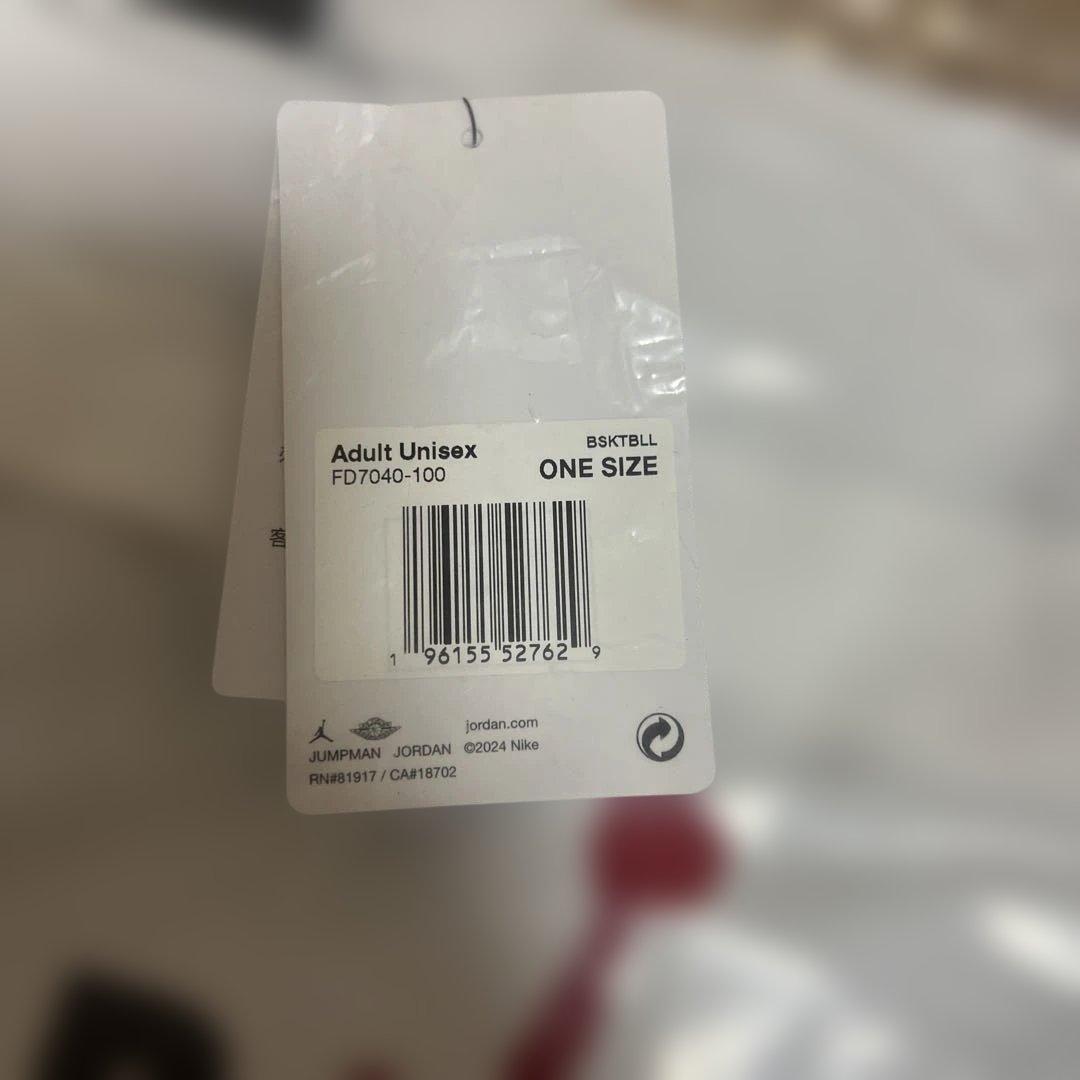 Adult Unisex
FD7040-100
BSKTBLL
ONE SIZE
1 96155 52762 9
客
JUMPMAN JORDAN
jordan.com
©2024 Nike
RN#81917 / CA#18702